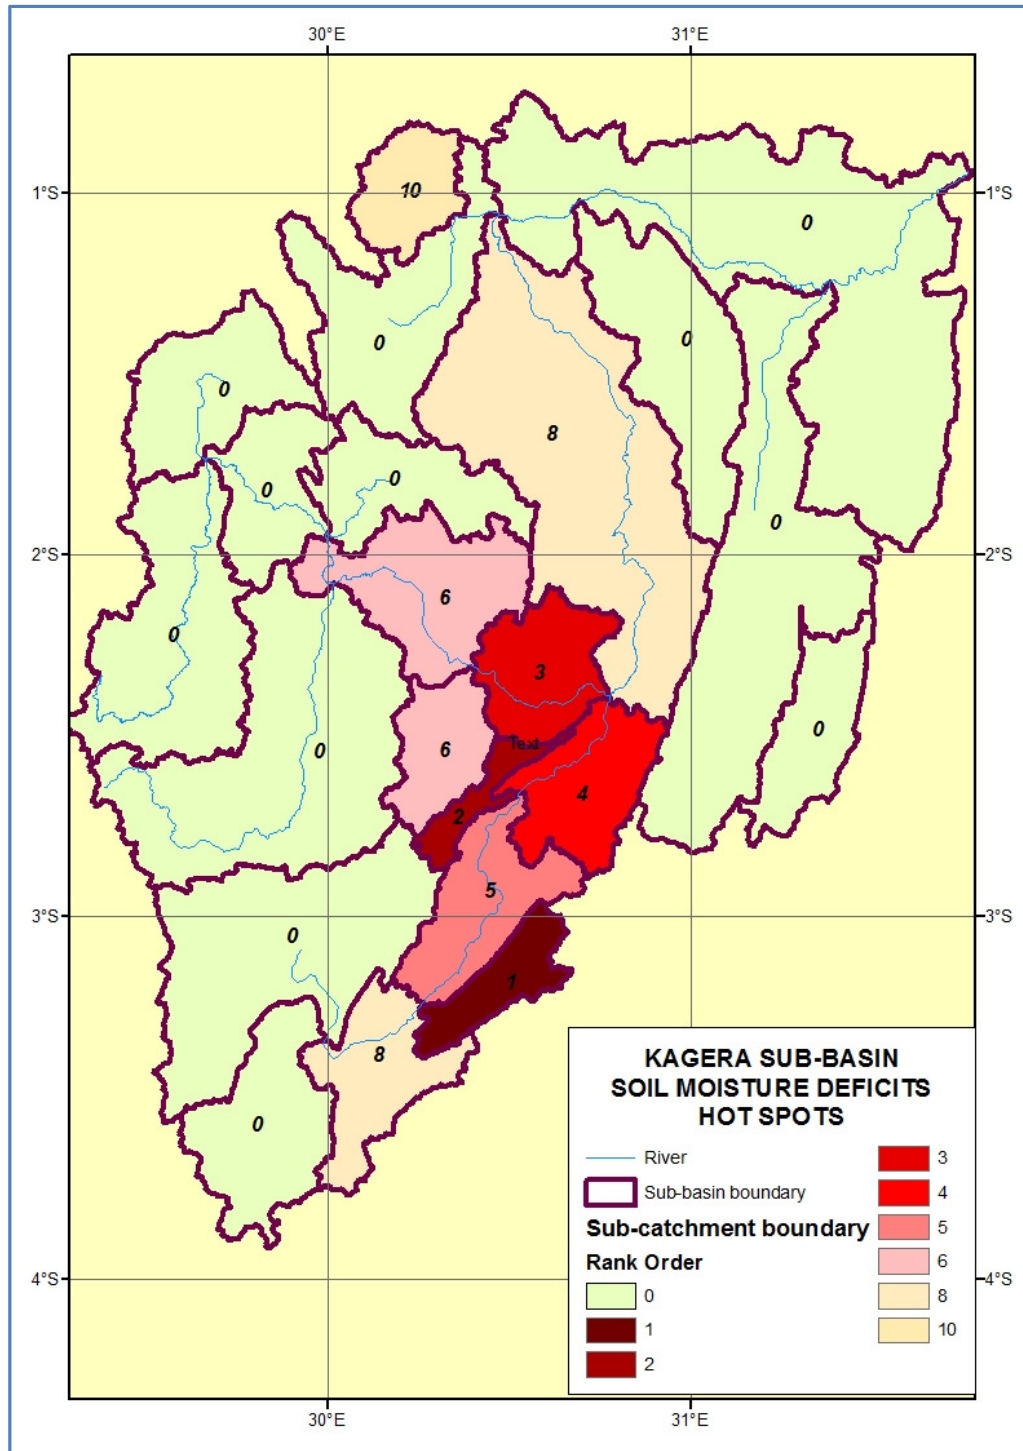 30°E 31°E
1°S 10 0 1°S
0 0
0
8
0 0
0
2°S 2°S
6
0 3
0 6 Text 0
4
2
5
3°S 0 3°S
1
8
0
KAGERA SUB-BASIN
SOIL MOISTURE DEFICITS
HOT SPOTS
River
Sub-basin boundary
Sub-catchment boundary
Rank Order
0
1
2
3
4
5
6
8
10
4°S 4°S
30°E 31°E